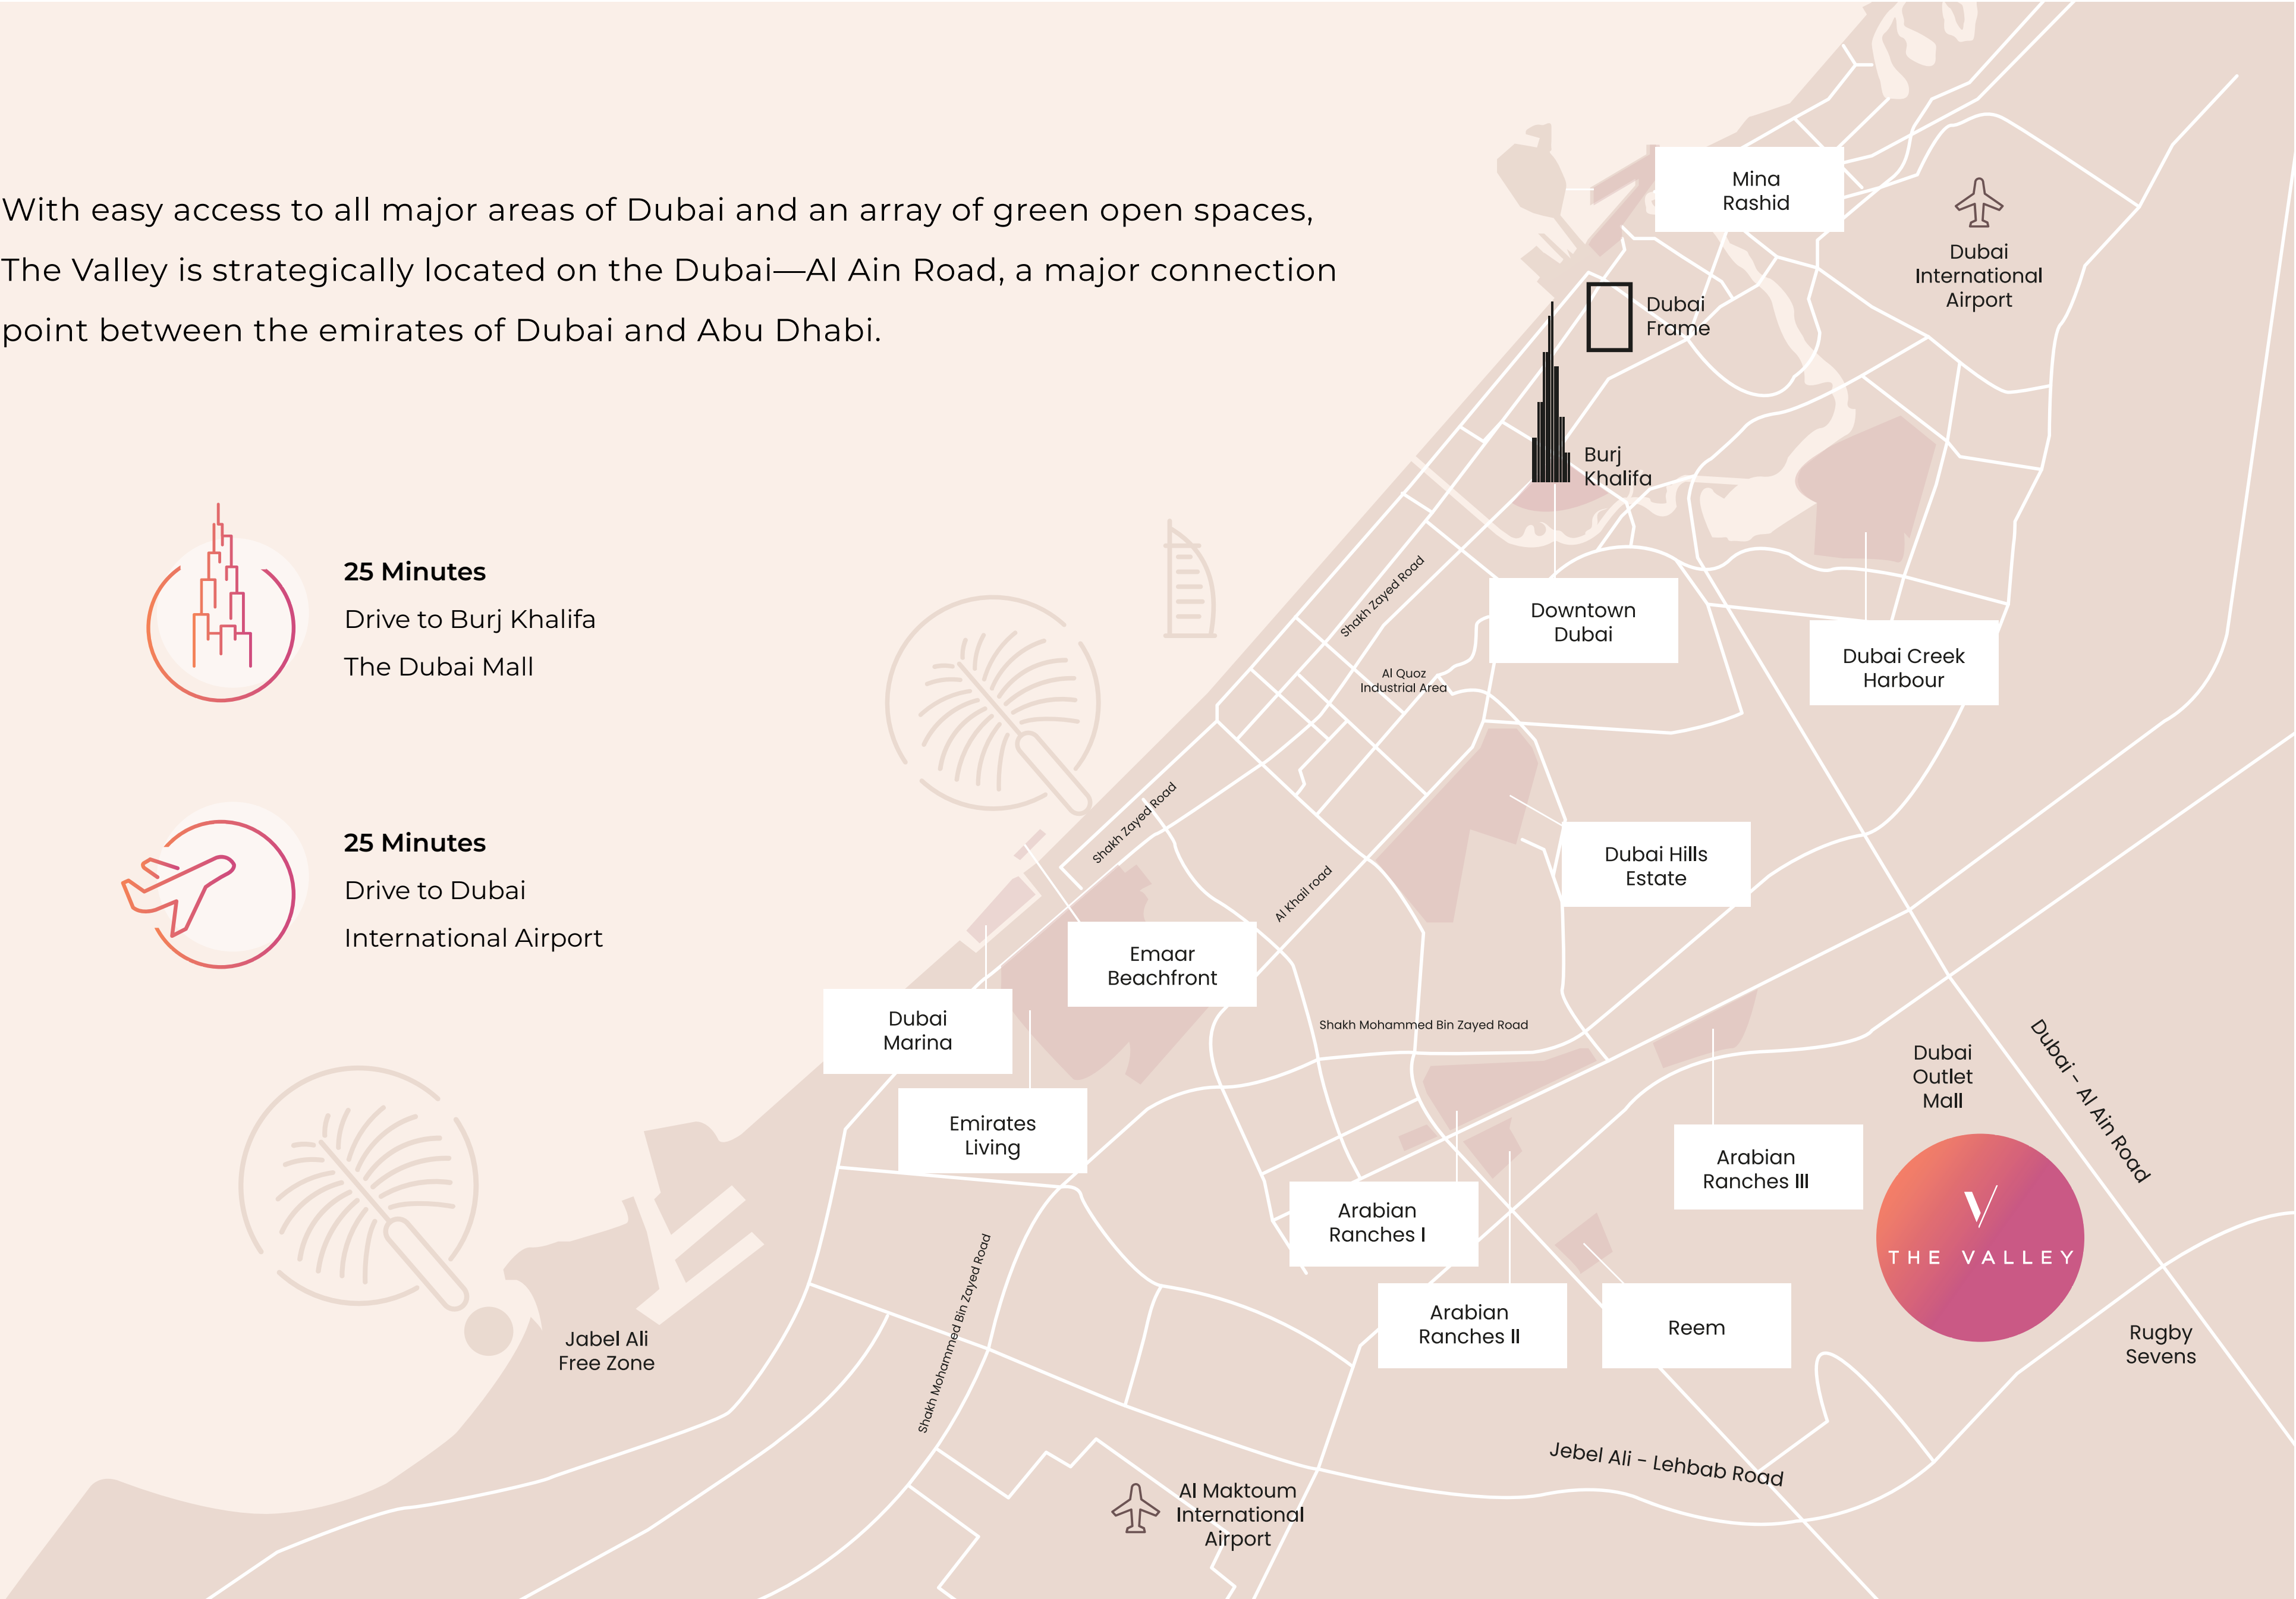 With easy access to all major areas of Dubai and an array of green open spaces,
The Valley is strategically located on the Dubai—Al Ain Road, a major connection
point between the emirates of Dubai and Abu Dhabi.
25 Minutes
Drive to Burj Khalifa
The Dubai Mall
25 Minutes
Drive to Dubai
International Airport
Mina
Rashid
Dubai
International
Airport
Dubai
Frame
Burj
Khalifa
Shakh Zayed Road
Downtown
Dubai
Dubai Creek
Harbour
Al Quoz
Industrial Area
Shakh Zayed Road
Dubai Hills
Estate
Al Khail road
Emaar
Beachfront
Dubai
Marina
Shakh Mohammed Bin Zayed Road
Dubai
Outlet
Mall
Dubai - Al Ain Road
Emirates
Living
Arabian
Ranches III
Arabian
Ranches I
THE VALLEY
Arabian
Ranches II
Reem
Rugby
Sevens
Jabel Ali
Free Zone
Shakh Mohammed Bin Zayed Road
Jebel Ali - Lehbab Road
Al Maktoum
International
Airport